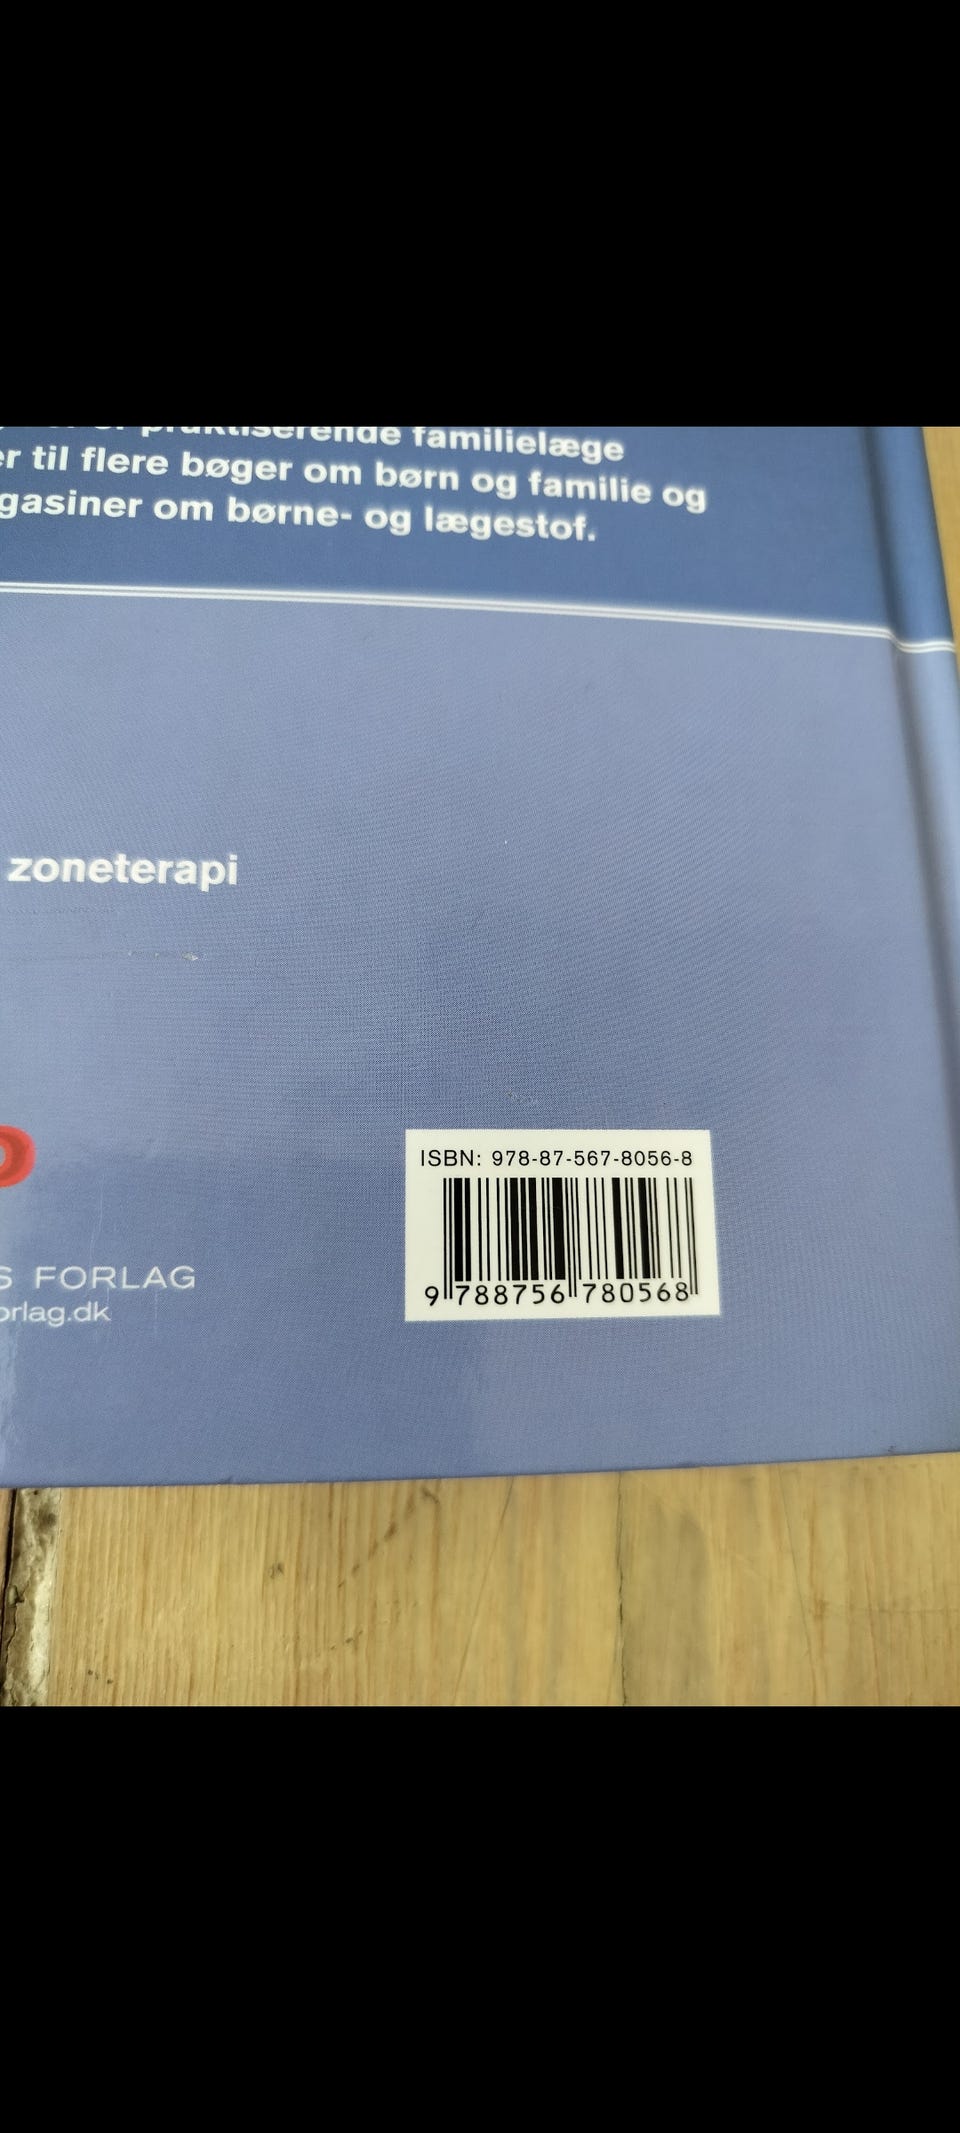 praktiserende familielæge
er til flere bøger om børn og familie og
gasiner om børne- og lægestof.
zoneterapi
S FORLAG
orlag.dk
ISBN: 978-87-567-8056-8
9 788756 780568